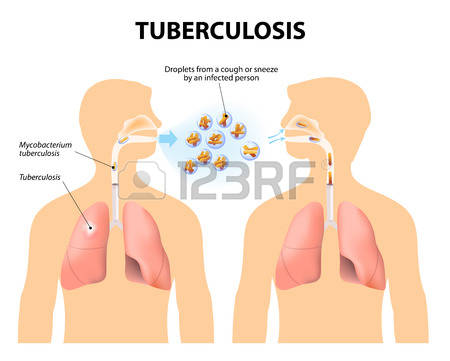 TUBERCULOSIS
Droplets from a cough or sneeze
by an infected person
Mycobacterium
tuberculosis
Tuberculosis
123RF